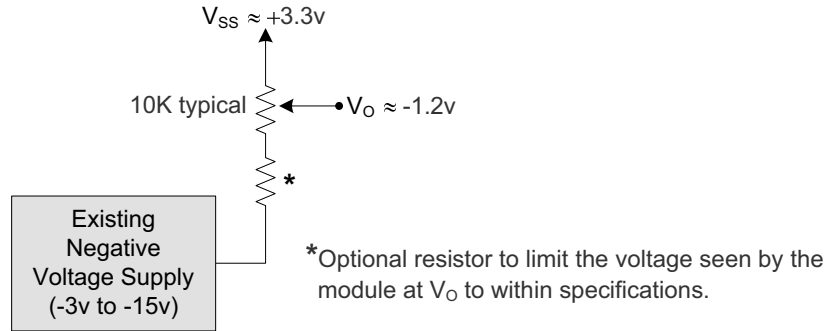 V_SS ≈ +3.3v
10K typical
V_O ≈ -1.2v
*
Existing
Negative
Voltage Supply
(-3v to -15v)
*Optional resistor to limit the voltage seen by the
module at V_O to within specifications.